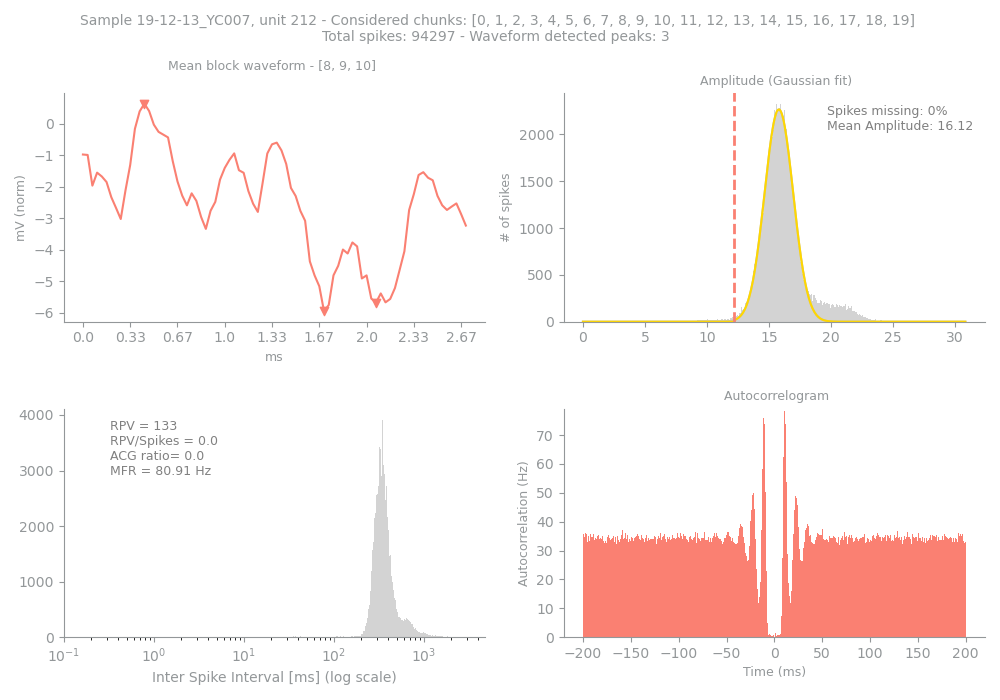 Sample 19-12-13_YC007, unit 212 - Considered chunks: [0, 1, 2, 3, 4, 5, 6, 7, 8, 9, 10, 11, 12, 13, 14, 15, 16, 17, 18, 19]
Total spikes: 94297 - Waveform detected peaks: 3
Mean block waveform - [8, 9, 10]
mV (norm)
0
−1
−2
−3
−4
−5
−6
0.0 0.33 0.67 1.0 1.33 1.67 2.0 2.33 2.67
ms
Amplitude (Gaussian fit)
Spikes missing: 0%
Mean Amplitude: 16.12
# of spikes
2000
1500
1000
500
0
0 5 10 15 20 25 30
RPV = 133
RPV/Spikes = 0.0
ACG ratio= 0.0
MFR = 80.91 Hz
4000
3000
2000
1000
0
10⁻¹ 10⁰ 10¹ 10² 10³
Inter Spike Interval [ms] (log scale)
Autocorrelogram
Autocorrelation (Hz)
70
60
50
40
30
20
10
0
−200 −150 −100 −50 0 50 100 150 200
Time (ms)